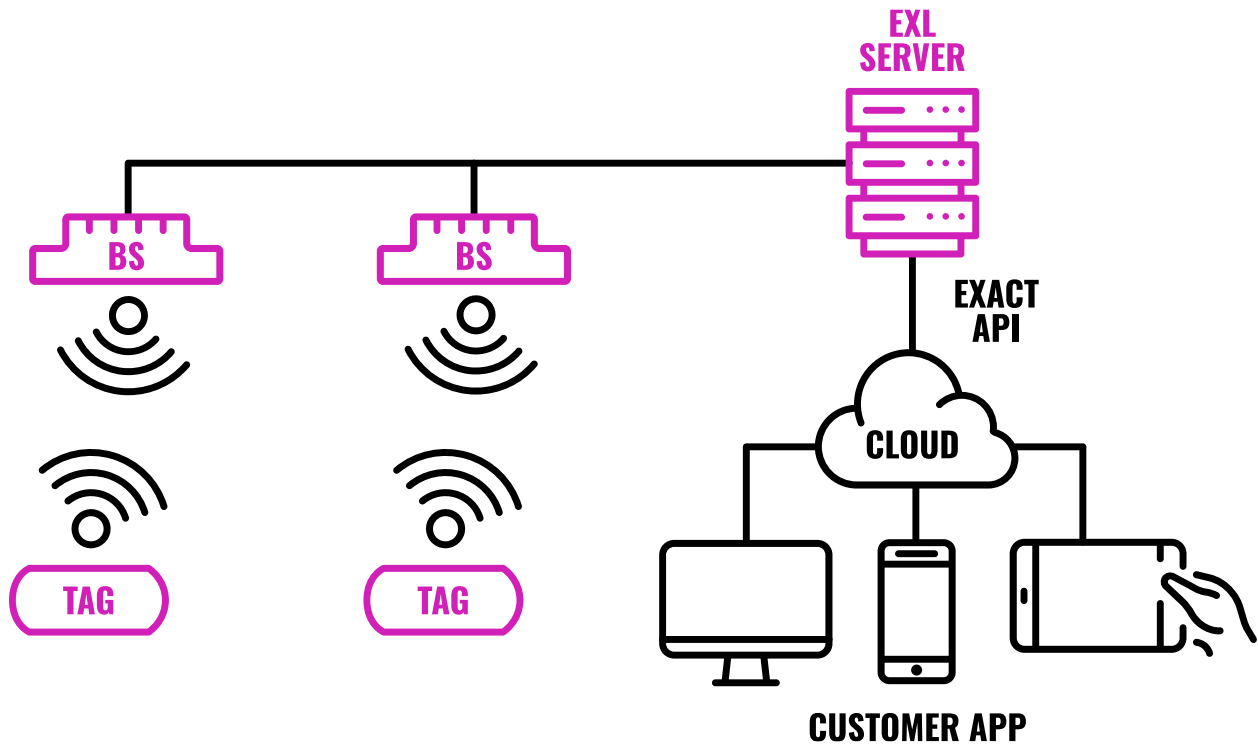 EXL
SERVER
BS
BS
EXACT
API
CLOUD
TAG
TAG
CUSTOMER APP